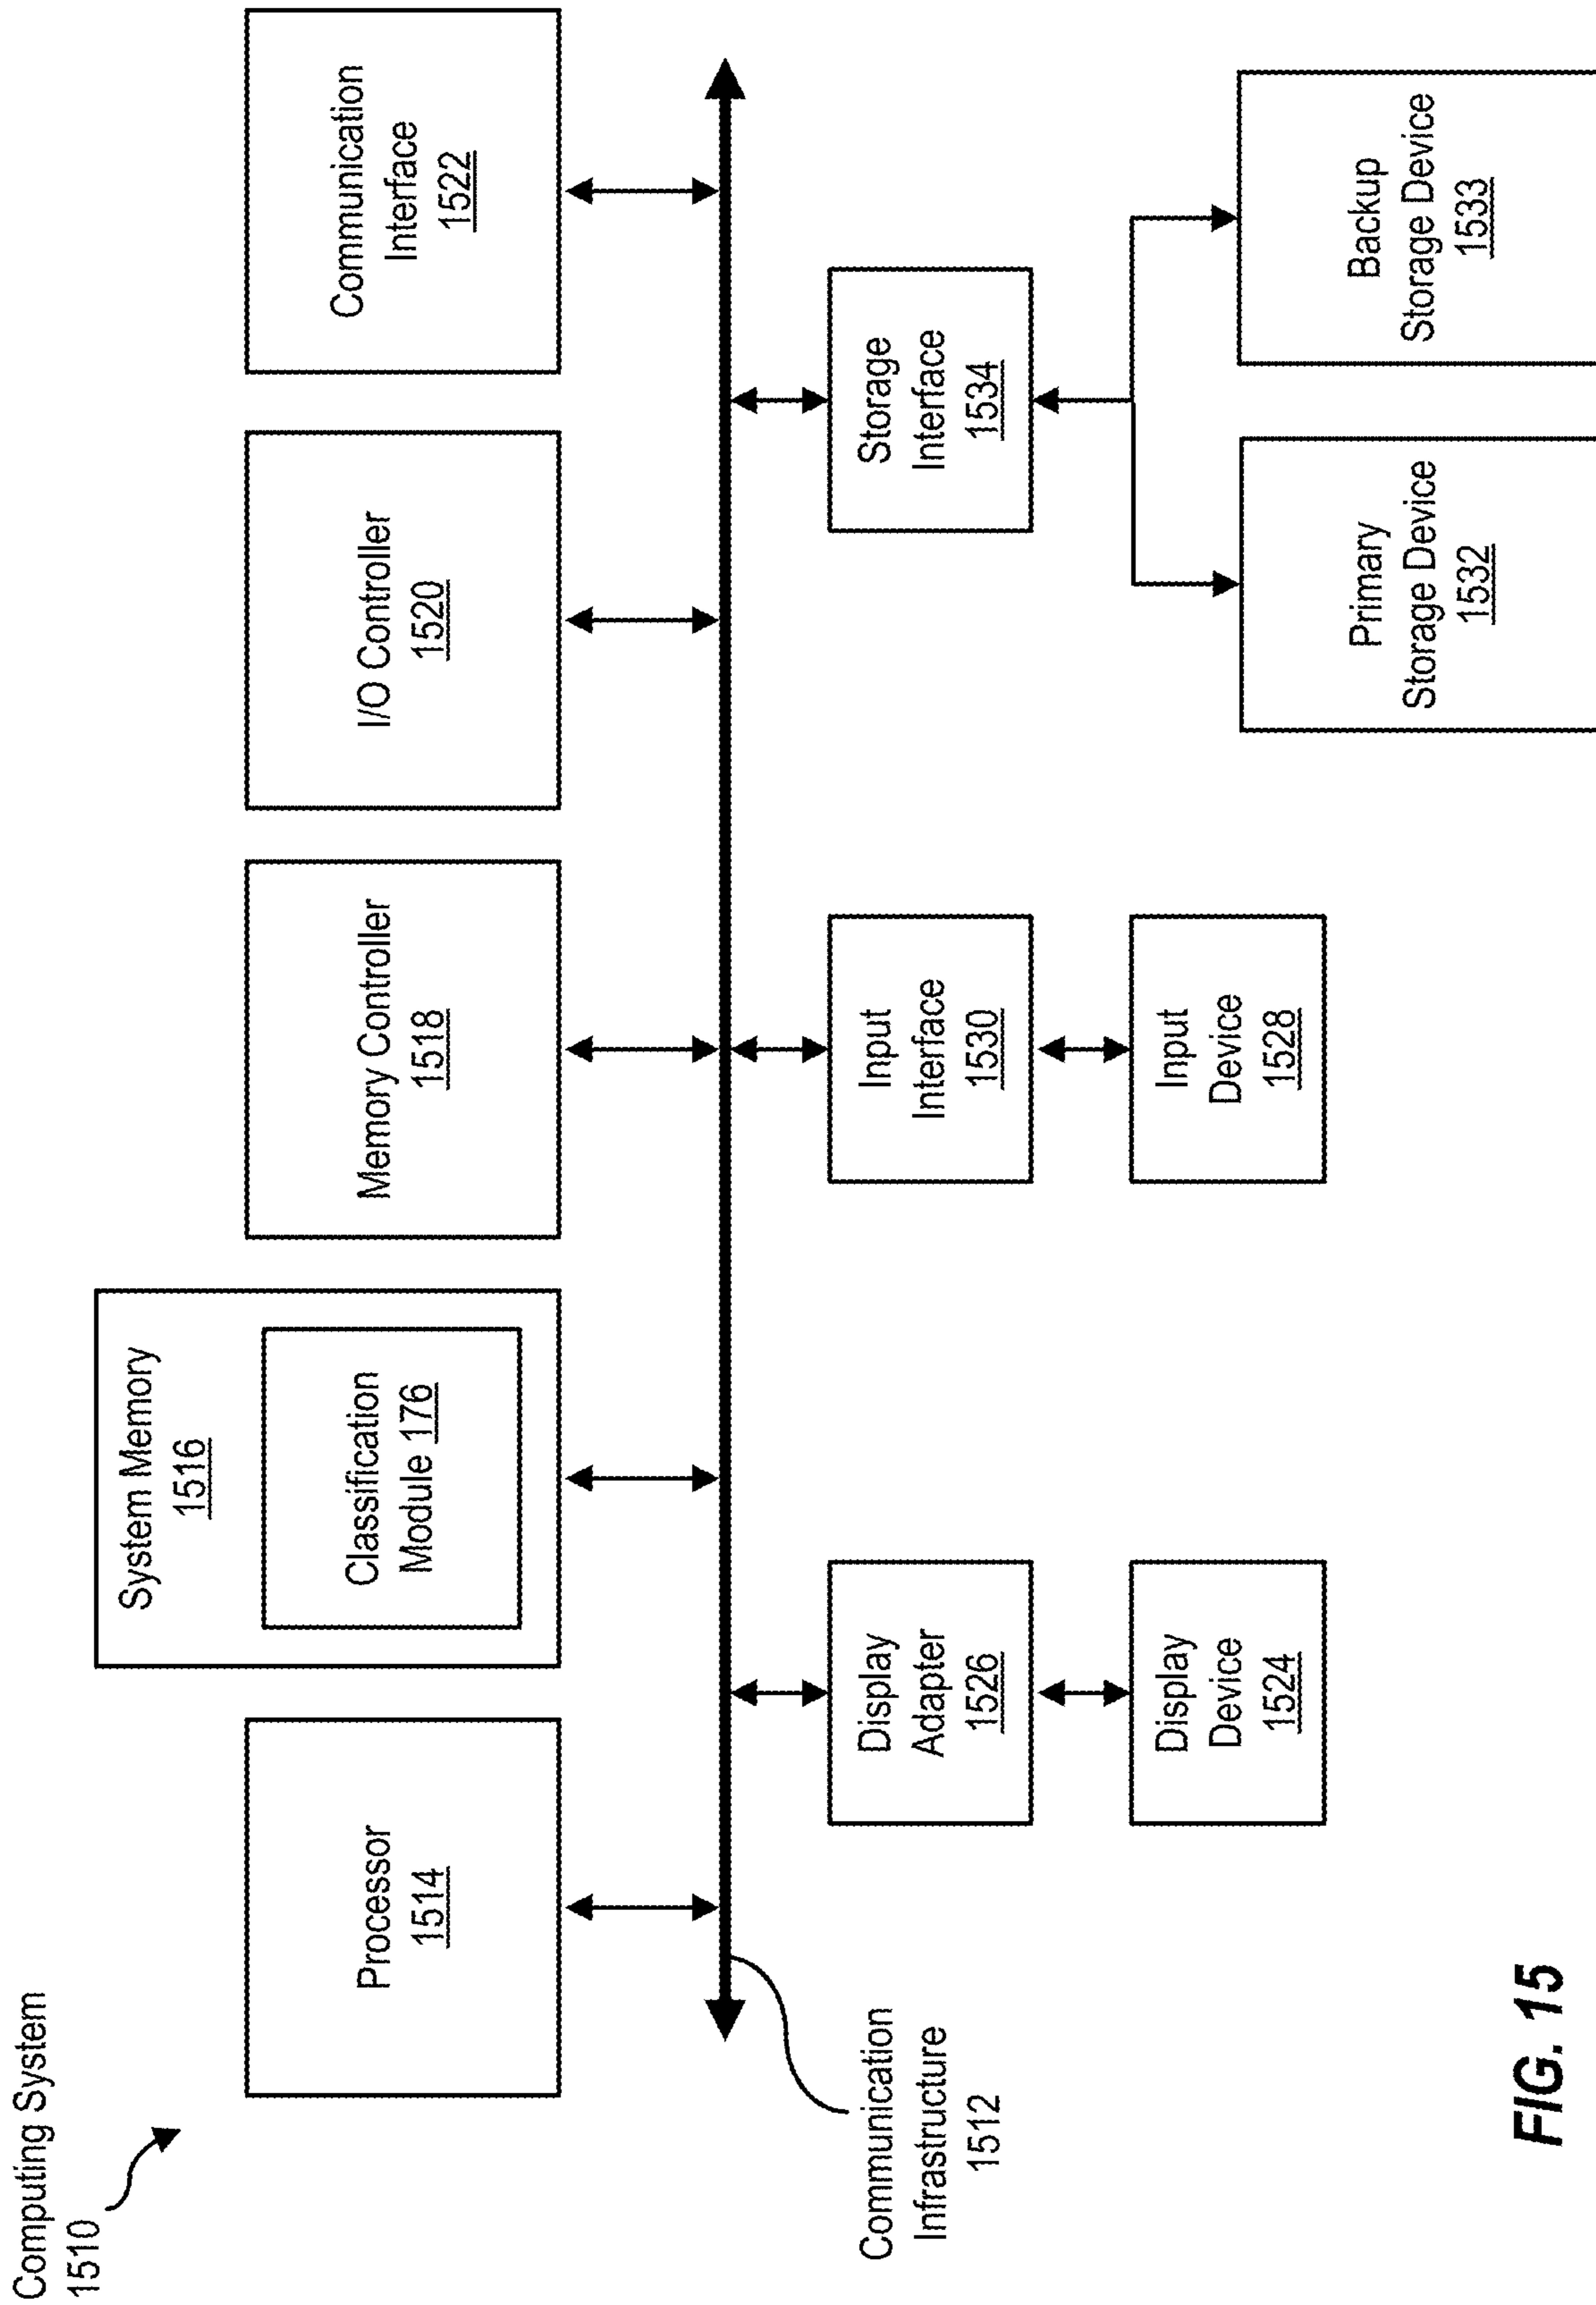 Computing System
1510
Processor
1514
System Memory
1516
Classification
Module 176
Memory Controller
1518
I/O Controller
1520
Communication
Interface
1522
Communication
Infrastructure
1512
Display
Adapter
1526
Input
Interface
1530
Storage
Interface
1534
Display
Device
1524
Input
Device
1528
Primary
Storage Device
1532
Backup
Storage Device
1533
FIG. 15